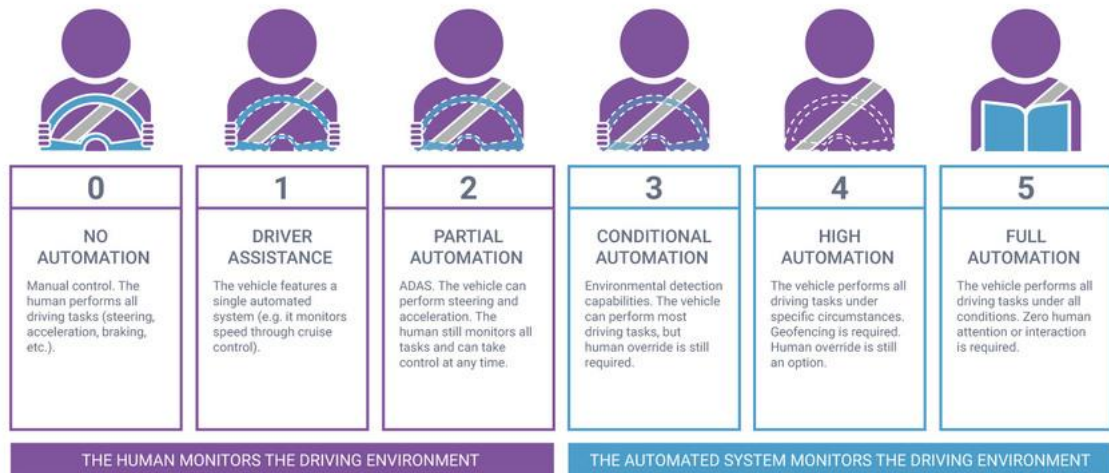 0
NO
AUTOMATION
Manual control. The
human performs all
driving tasks (steering,
acceleration, braking,
etc.).
1
DRIVER
ASSISTANCE
The vehicle features a
single automated
system (e.g. it monitors
speed through cruise
control).
2
PARTIAL
AUTOMATION
ADAS. The vehicle can
perform steering and
acceleration. The
human still monitors all
tasks and can take
control at any time.
3
CONDITIONAL
AUTOMATION
Environmental detection
capabilities. The vehicle
can perform most
driving tasks, but
human override is still
required.
4
HIGH
AUTOMATION
The vehicle performs all
driving tasks under
specific circumstances.
Geofencing is required.
Human override is still
an option.
5
FULL
AUTOMATION
The vehicle performs all
driving tasks under all
conditions. Zero human
attention or interaction
is required.
THE HUMAN MONITORS THE DRIVING ENVIRONMENT
THE AUTOMATED SYSTEM MONITORS THE DRIVING ENVIRONMENT